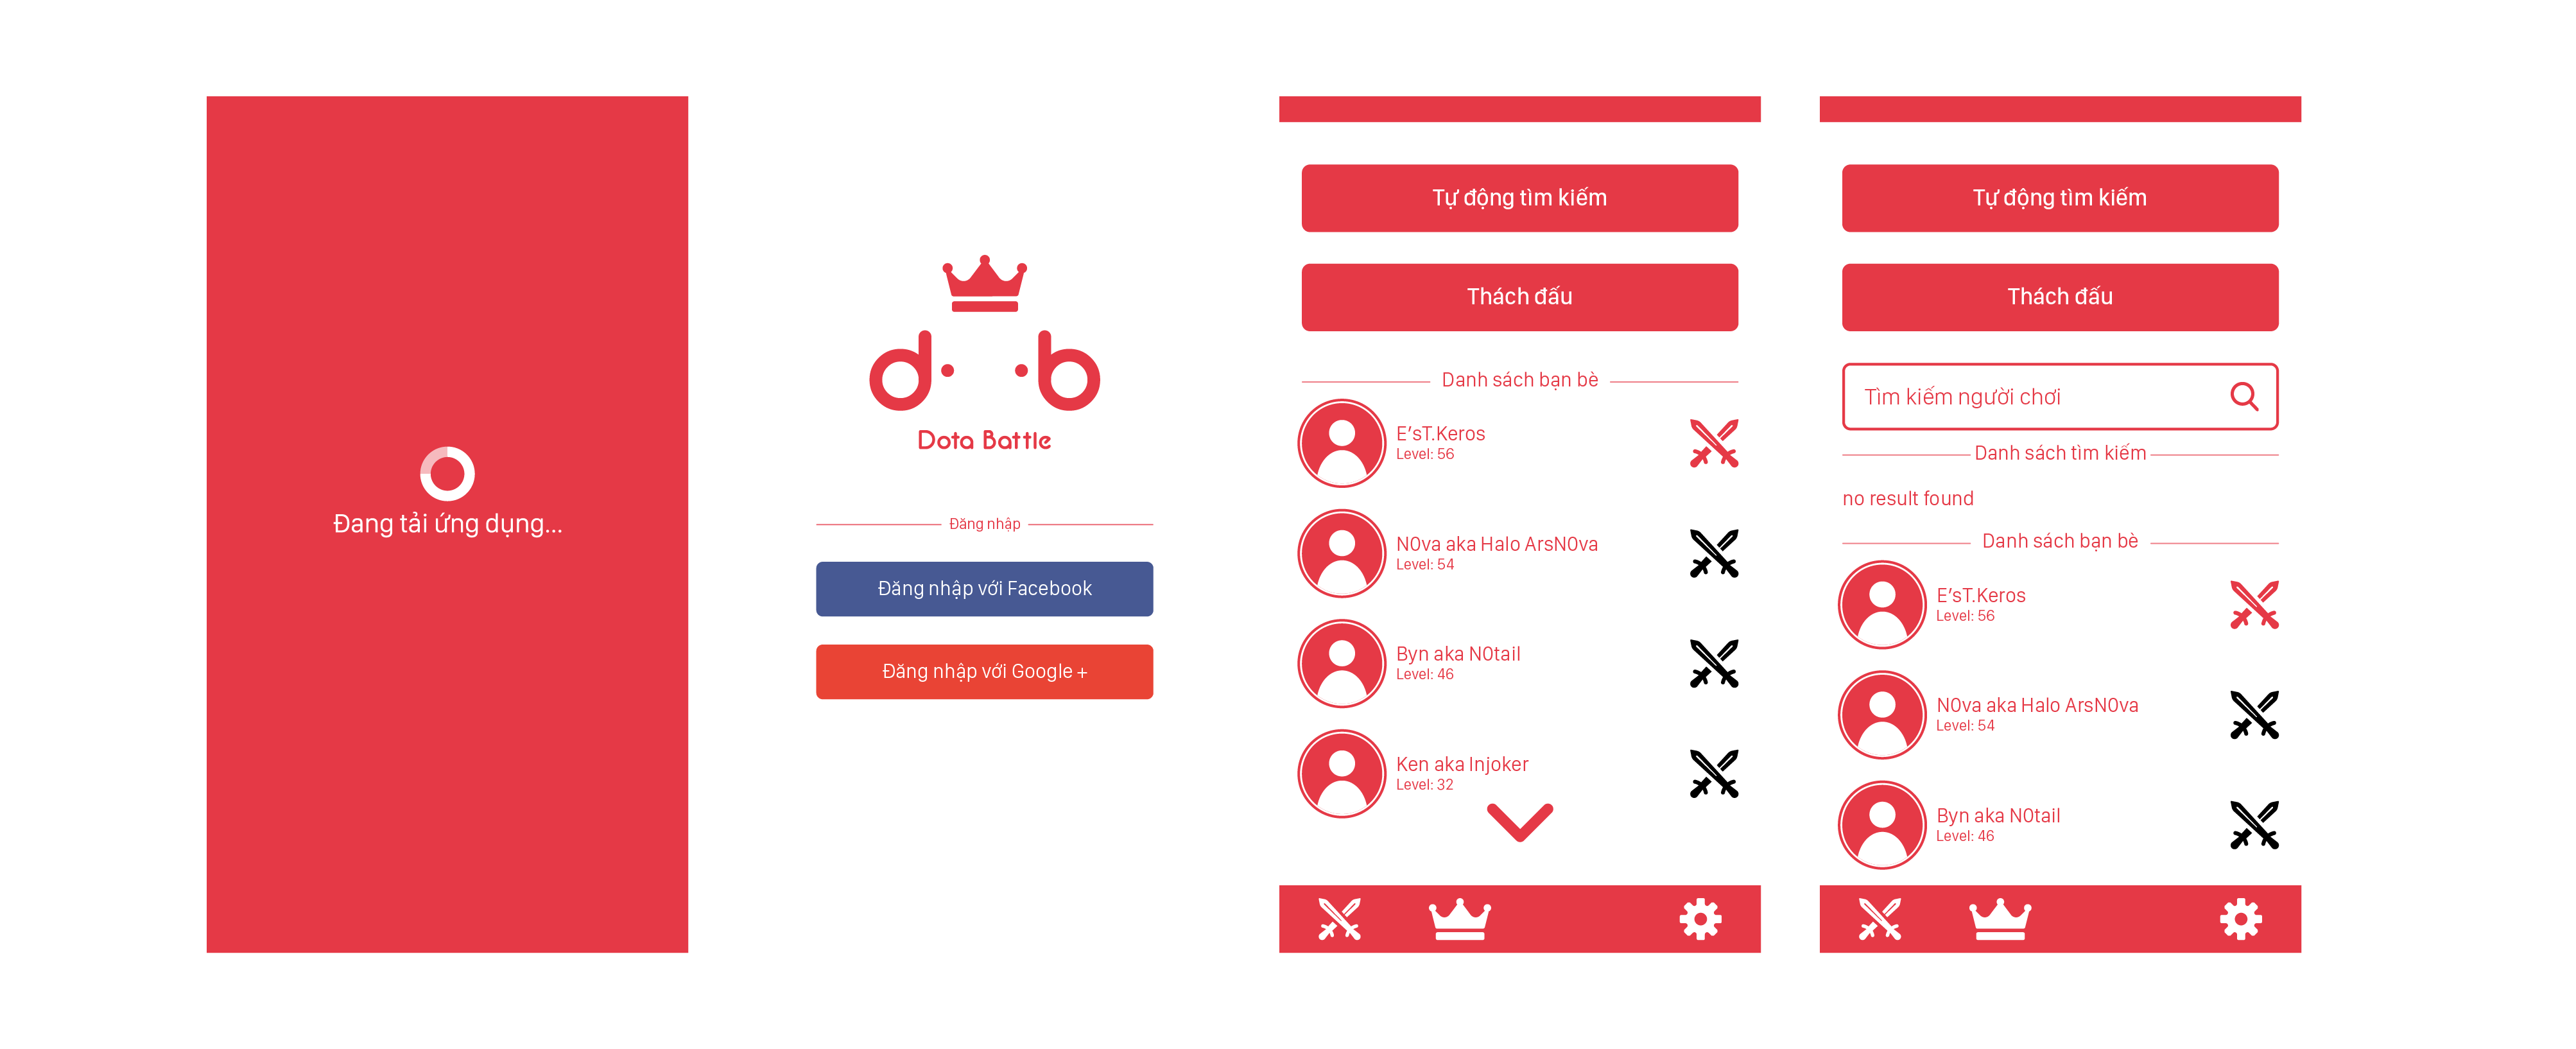 Đang tải ứng dụng...
d. .b
Dota Battle
Đăng nhập
Đăng nhập với Facebook
Đăng nhập với Google +
Tự động tìm kiếm
Thách đấu
Danh sách bạn bè
E'sT.Keros
Level: 56
N0va aka Halo ArsN0va
Level: 54
Byn aka N0tail
Level: 46
Ken aka Injoker
Level: 32
Tự động tìm kiếm
Thách đấu
Tìm kiếm người chơi
Danh sách tìm kiếm
no result found
Danh sách bạn bè
E'sT.Keros
Level: 56
N0va aka Halo ArsN0va
Level: 54
Byn aka N0tail
Level: 46